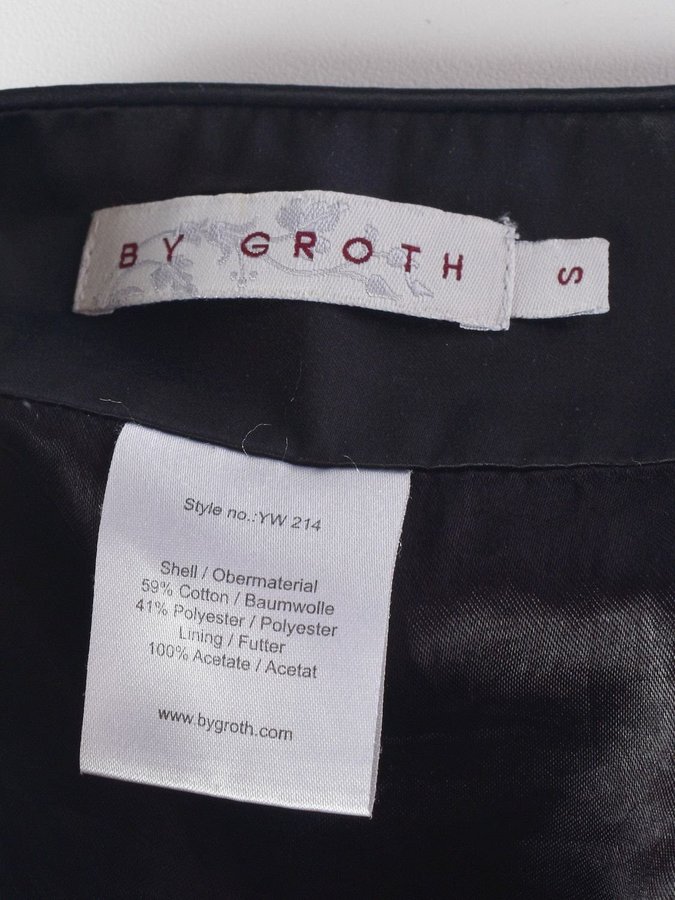 BY GROTH
S
Style no.:YW 214
Shell / Obermaterial
59% Cotton / Baumwolle
41% Polyester / Polyester
Lining / Futter
100% Acetate / Acetat
www.bygroth.com